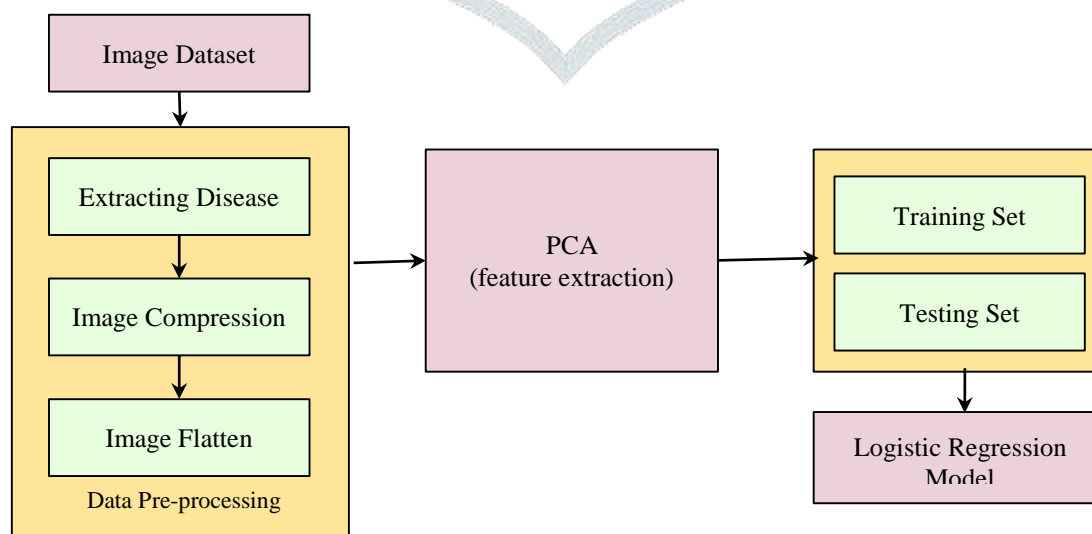 Image Dataset
Extracting Disease
Image Compression
Image Flatten
Data Pre-processing
PCA
(feature extraction)
Training Set
Testing Set
Logistic Regression
Model